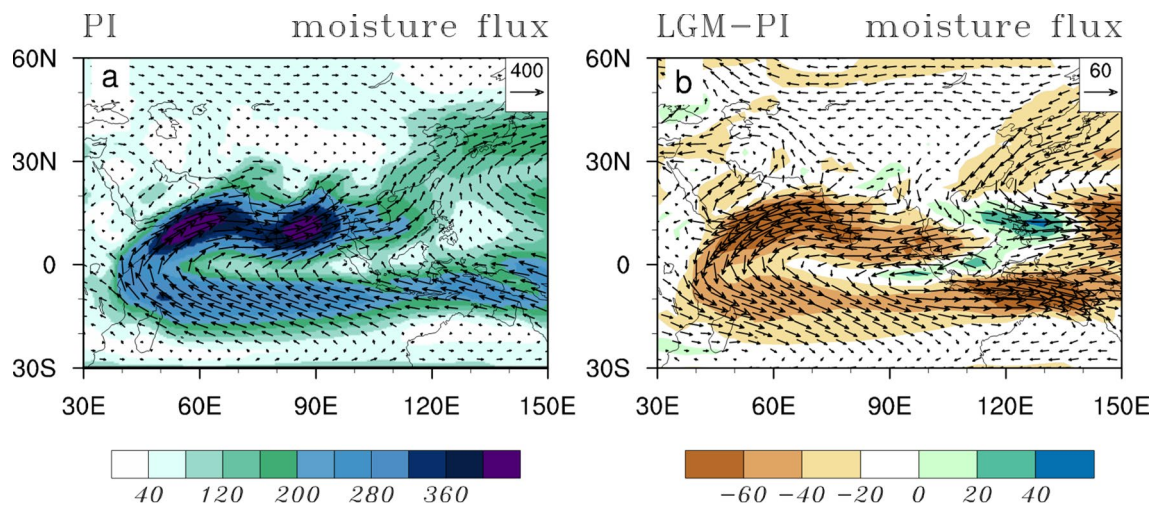 PI moisture flux
LGM−PI moisture flux
60N
a
400
30N
0
30S
30E 60E 90E 120E 150E
40 120 200 280 360
60N
b
60
30N
0
30S
30E 60E 90E 120E 150E
−60 −40 −20 0 20 40